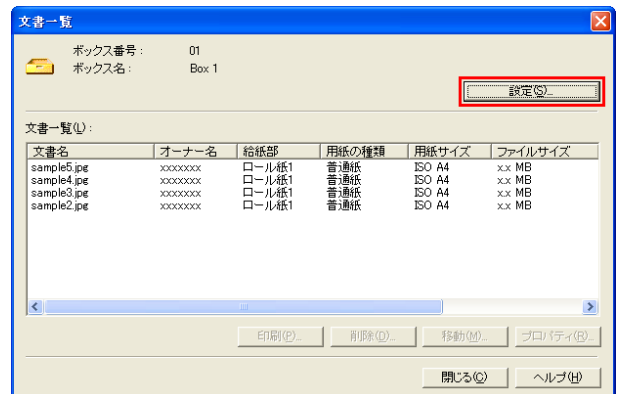 文書一覧
ボックス番号： 01
ボックス名： Box 1
設定(S)...
文書一覧(L)：
文書名 オーナー名 給紙部 用紙の種類 用紙サイズ ファイルサイズ
sample5.jpg xxxxxxx ロール紙1 普通紙 ISO A4 x.x MB
sample4.jpg xxxxxxx ロール紙1 普通紙 ISO A4 x.x MB
sample3.jpg xxxxxxx ロール紙1 普通紙 ISO A4 x.x MB
sample2.jpg xxxxxxx ロール紙1 普通紙 ISO A4 x.x MB
印刷(P)... 削除(D)... 移動(M)... プロパティ(R)...
閉じる(C) ヘルプ(H)